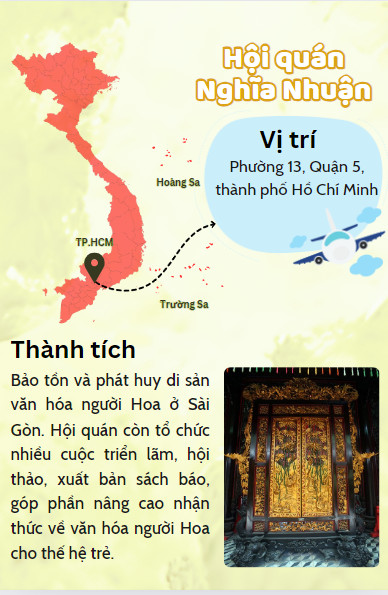 Hội quán
Nghĩa Nhuận
Vị trí
Phường 13, Quận 5,
thành phố Hồ Chí Minh
Hoàng Sa
TP.HCM
Trường Sa
Thành tích
Bảo tồn và phát huy di sản
văn hóa người Hoa ở Sài
Gòn. Hội quán còn tổ chức
nhiều cuộc triển lãm, hội
thảo, xuất bản sách báo,
góp phần nâng cao nhận
thức về văn hóa người Hoa
cho thế hệ trẻ.